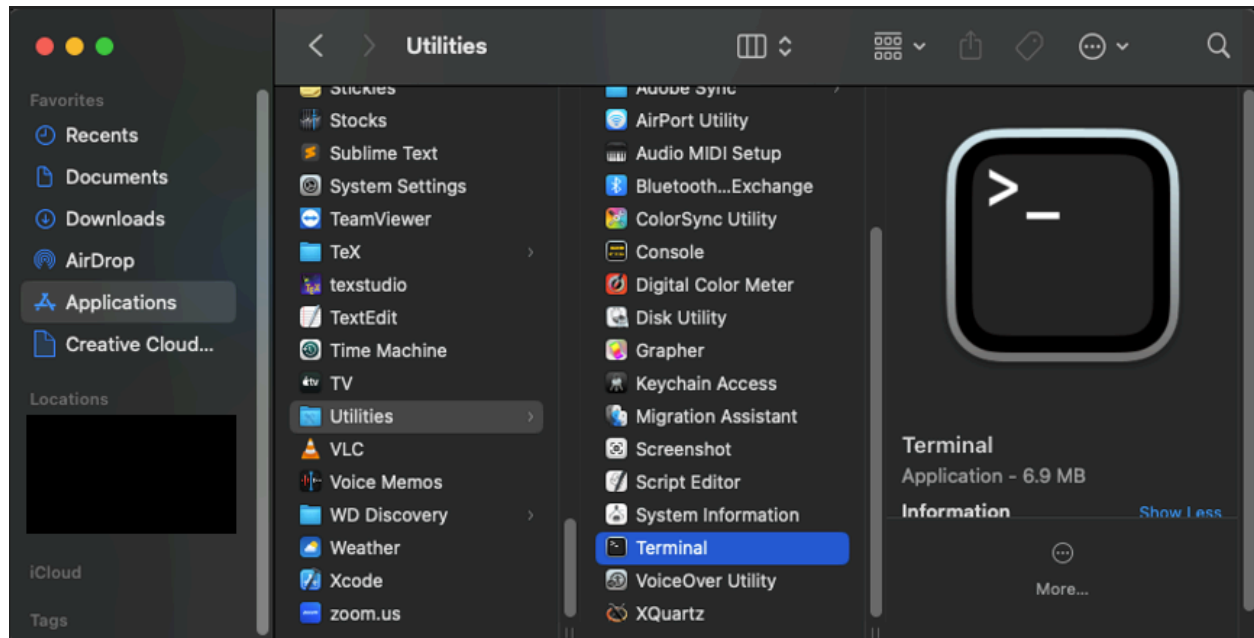 Utilities
Favorites
Recents
Documents
Downloads
AirDrop
Applications
Creative Cloud...
Locations
iCloud
Tags
Stickies
Stocks
Sublime Text
System Settings
TeamViewer
TeX
texstudio
TextEdit
Time Machine
TV
Utilities
VLC
Voice Memos
WD Discovery
Weather
Xcode
zoom.us
Adobe Sync
AirPort Utility
Audio MIDI Setup
Bluetooth...Exchange
ColorSync Utility
Console
Digital Color Meter
Disk Utility
Grapher
Keychain Access
Migration Assistant
Screenshot
Script Editor
System Information
Terminal
VoiceOver Utility
XQuartz
>_
Terminal
Application - 6.9 MB
Information Show Less
More...